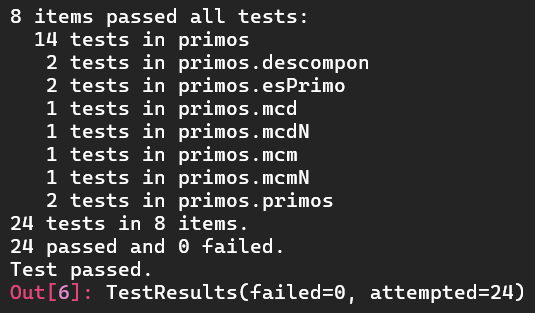 8 items passed all tests:
  14 tests in primos
   2 tests in primos.descompon
   2 tests in primos.esPrimo
   1 tests in primos.mcd
   1 tests in primos.mcdN
   1 tests in primos.mcm
   1 tests in primos.mcmN
   2 tests in primos.primos
24 tests in 8 items.
24 passed and 0 failed.
Test passed.
Out[6]: TestResults(failed=0, attempted=24)